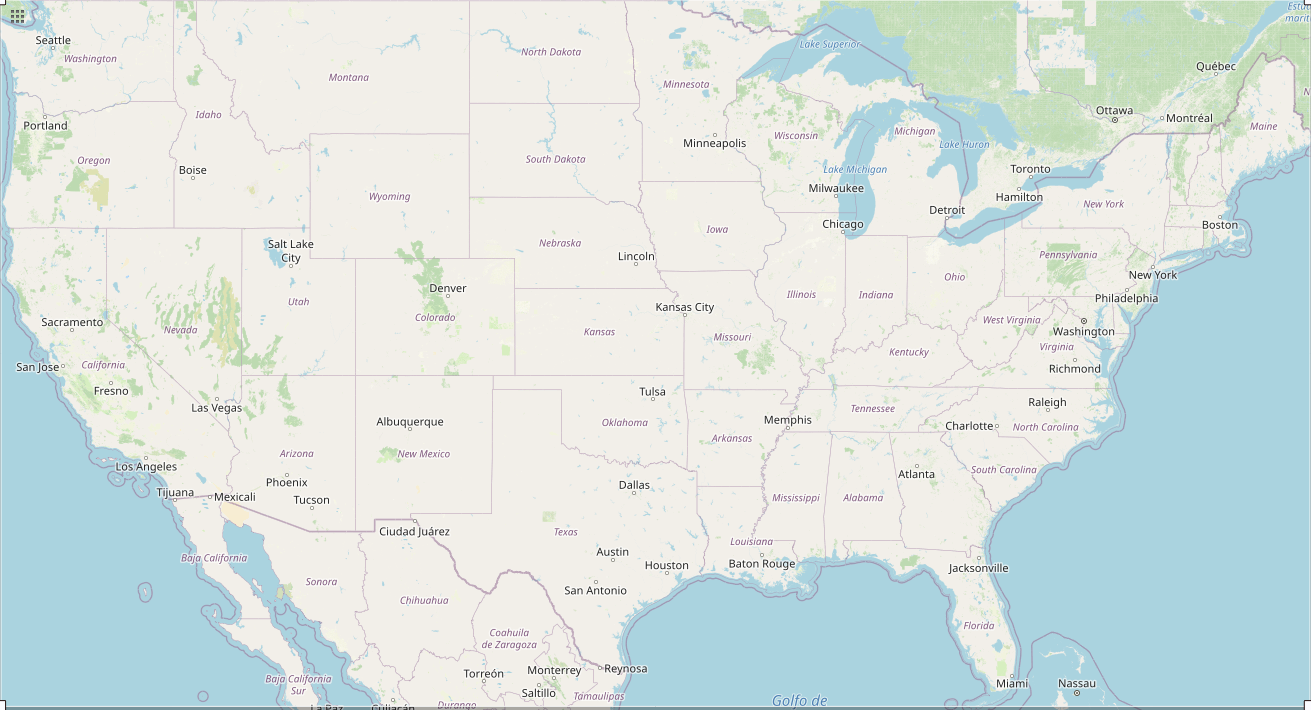 Seattle
Washington
Montana
North Dakota
Minnesota
Lake Superior
Québec
Ottawa
Montréal
Maine
Portland
Idaho
Oregon
Boise
Wyoming
South Dakota
Minneapolis
Wisconsin
Michigan
Lake Huron
Lake Michigan
Toronto
Hamilton
Milwaukee
Detroit
New York
Chicago
Boston
Salt Lake
City
Nebraska
Iowa
Lincoln
Pennsylvania
New York
Philadelphia
Ohio
Denver
Utah
Colorado
Kansas City
Illinois
Indiana
West Virginia
Washington
Virginia
Richmond
Sacramento
Nevada
Kansas
Missouri
Kentucky
San Jose
California
Fresno
Las Vegas
Tulsa
Oklahoma
Albuquerque
New Mexico
Arizona
Memphis
Tennessee
Arkansas
Raleigh
Charlotte
North Carolina
South Carolina
Atlanta
Los Angeles
Phoenix
Tijuana
Mexicali
Tucson
Dallas
Mississippi
Alabama
Ciudad Juárez
Texas
Louisiana
Austin
Houston
Baton Rouge
Jacksonville
Baja California
Sonora
Chihuahua
San Antonio
Florida
Coahuila
de Zaragoza
Torreón
Monterrey
Reynosa
Saltillo
Tamaulipas
Baja California
Sur
Durango
La Paz
Culiacán
Golfo de
Miami
Nassau